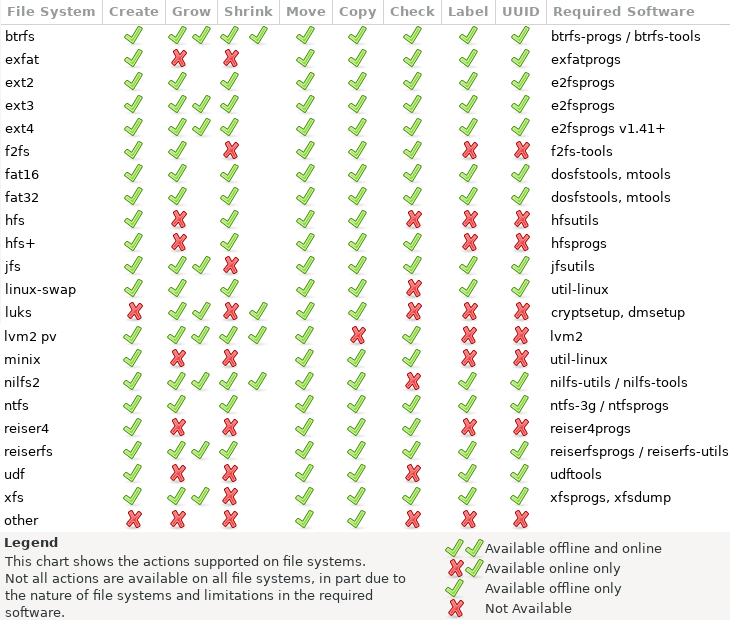 File System Create Grow Shrink Move Copy Check Label UUID Required Software
btrfs btrfs-progs / btrfs-tools
exfat exfatprogs
ext2 e2fsprogs
ext3 e2fsprogs
ext4 e2fsprogs v1.41+
f2fs f2fs-tools
fat16 dosfstools, mtools
fat32 dosfstools, mtools
hfs hfsutils
hfs+ hfsprogs
jfs jfsutils
linux-swap util-linux
luks cryptsetup, dmsetup
lvm2 pv lvm2
minix util-linux
nilfs2 nilfs-utils / nilfs-tools
ntfs ntfs-3g / ntfsprogs
reiser4 reiser4progs
reiserfs reiserfsprogs / reiserfs-utils
udf udftools
xfs xfsprogs, xfsdump
other
Legend
This chart shows the actions supported on file systems.
Not all actions are available on all file systems, in part due to
the nature of file systems and limitations in the required
software.
Available offline and online
Available online only
Available offline only
Not Available